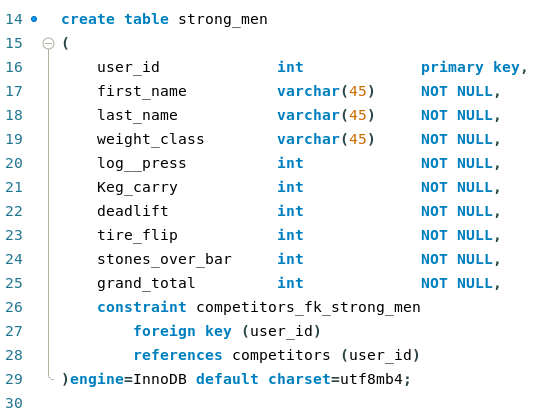 14 create table strong_men
15 (
16 user_id int primary key,
17 first_name varchar(45) NOT NULL,
18 last_name varchar(45) NOT NULL,
19 weight_class varchar(45) NOT NULL,
20 log__press int NOT NULL,
21 Keg_carry int NOT NULL,
22 deadlift int NOT NULL,
23 tire_flip int NOT NULL,
24 stones_over_bar int NOT NULL,
25 grand_total int NOT NULL,
26 constraint competitors_fk_strong_men
27 foreign key (user_id)
28 references competitors (user_id)
29 )engine=InnoDB default charset=utf8mb4;
30